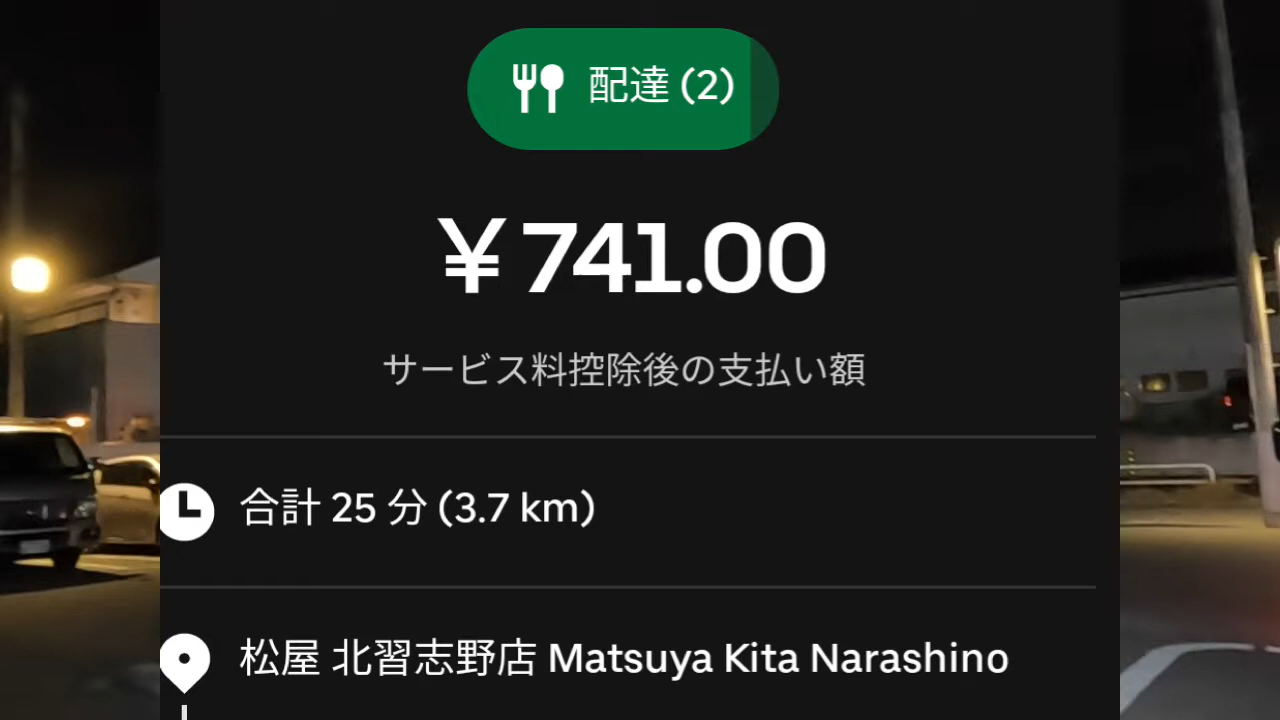 配達 (2)
￥741.00
サービス料控除後の支払い額
合計 25 分 (3.7 km)
松屋 北習志野店 Matsuya Kita Narashino